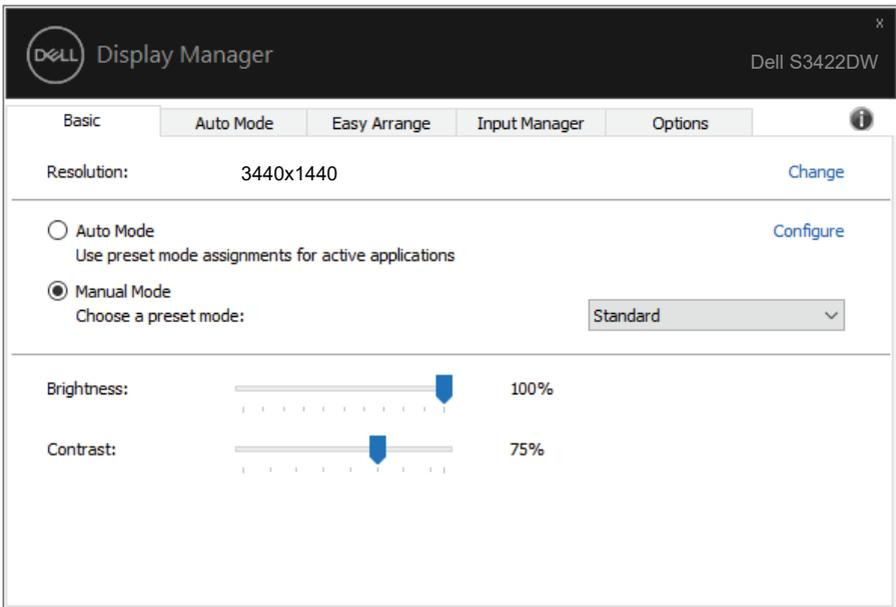 x
DELL Display Manager
Dell S3422DW
Basic Auto Mode Easy Arrange Input Manager Options i
Resolution: 3440x1440 Change
Auto Mode Configure
Use preset mode assignments for active applications
Manual Mode
Choose a preset mode: Standard
Brightness: 100%
Contrast: 75%